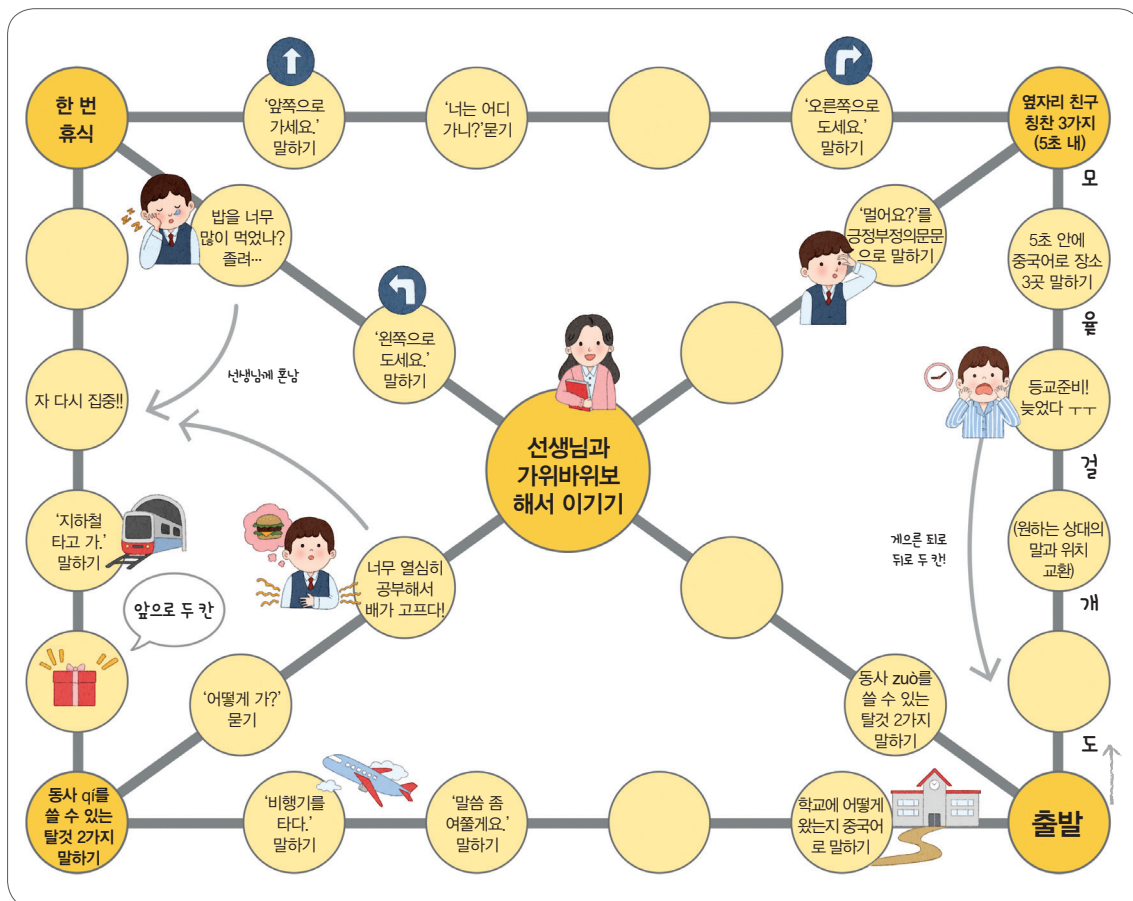 한 번
휴식
'앞쪽으로
가세요.'
말하기
'너는 어디
가니?'묻기
'오른쪽으로
도세요.'
말하기
옆자리 친구
칭찬 3가지
(5초 내)
모
밥을 너무
많이 먹었나?
졸려…
'멀어요?'를
긍정부정의문문
으로 말하기
5초 안에
중국어로 장소
3곳 말하기
윷
'왼쪽으로
도세요.'
말하기
선생님께 혼남
자 다시 집중!!
등교준비!
늦었다 ㅜㅜ
걸
선생님과
가위바위보
해서 이기기
'지하철
타고 가.'
말하기
너무 열심히
공부해서
배가 고프다!
게으른 죄로
뒤로 두 칸!
(원하는 상대의
말과 위치
교환)
개
앞으로 두 칸
'어떻게 가?'
묻기
동사 zuò를
쓸 수 있는
탈것 2가지
말하기
도
동사 qí를
쓸 수 있는
탈것 2가지
말하기
'비행기를
타다.'
말하기
'말씀 좀
여쭐게요.'
말하기
학교에 어떻게
왔는지 중국어
로 말하기
출발